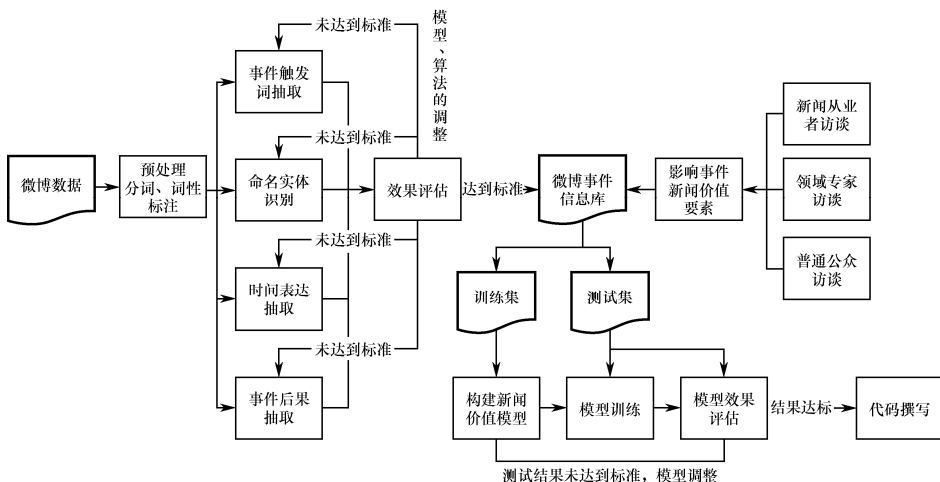 未达到标准
模型、算法的调整
事件触发
词抽取
新闻从业
者访谈
未达到标准
微博数据
预处理
分词、词性
标注
命名实体
识别
效果评估
达到标准
微博事件
信息库
影响事件
新闻价值
要素
领域专家
访谈
未达到标准
普通公众
访谈
时间表达
抽取
训练集
测试集
未达到标准
事件后果
抽取
构建新闻
价值模型
模型训练
模型效果
评估
结果达标
代码撰写
测试结果未达到标准，模型调整